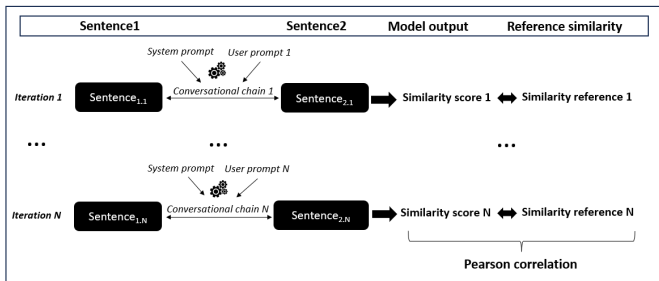 Sentence1 Sentence2 Model output Reference similarity
System prompt User prompt 1
Iteration 1 Sentence1.1 Conversational chain 1 Sentence2.1 Similarity score 1 Similarity reference 1
... ... ...
System prompt User prompt N
Iteration N Sentence1.N Conversational chain N Sentence2.N Similarity score N Similarity reference N
Pearson correlation